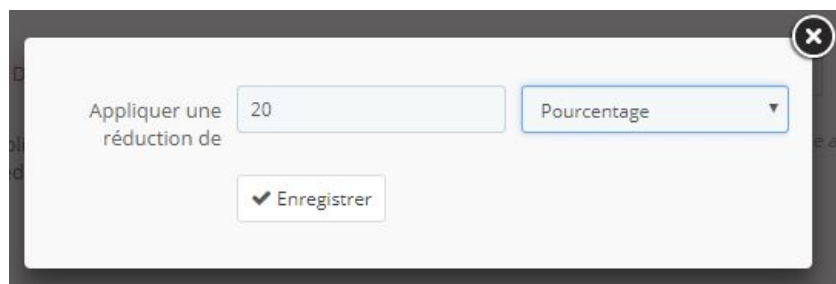 Appliquer une
réduction de
20
Pourcentage
Enregistrer